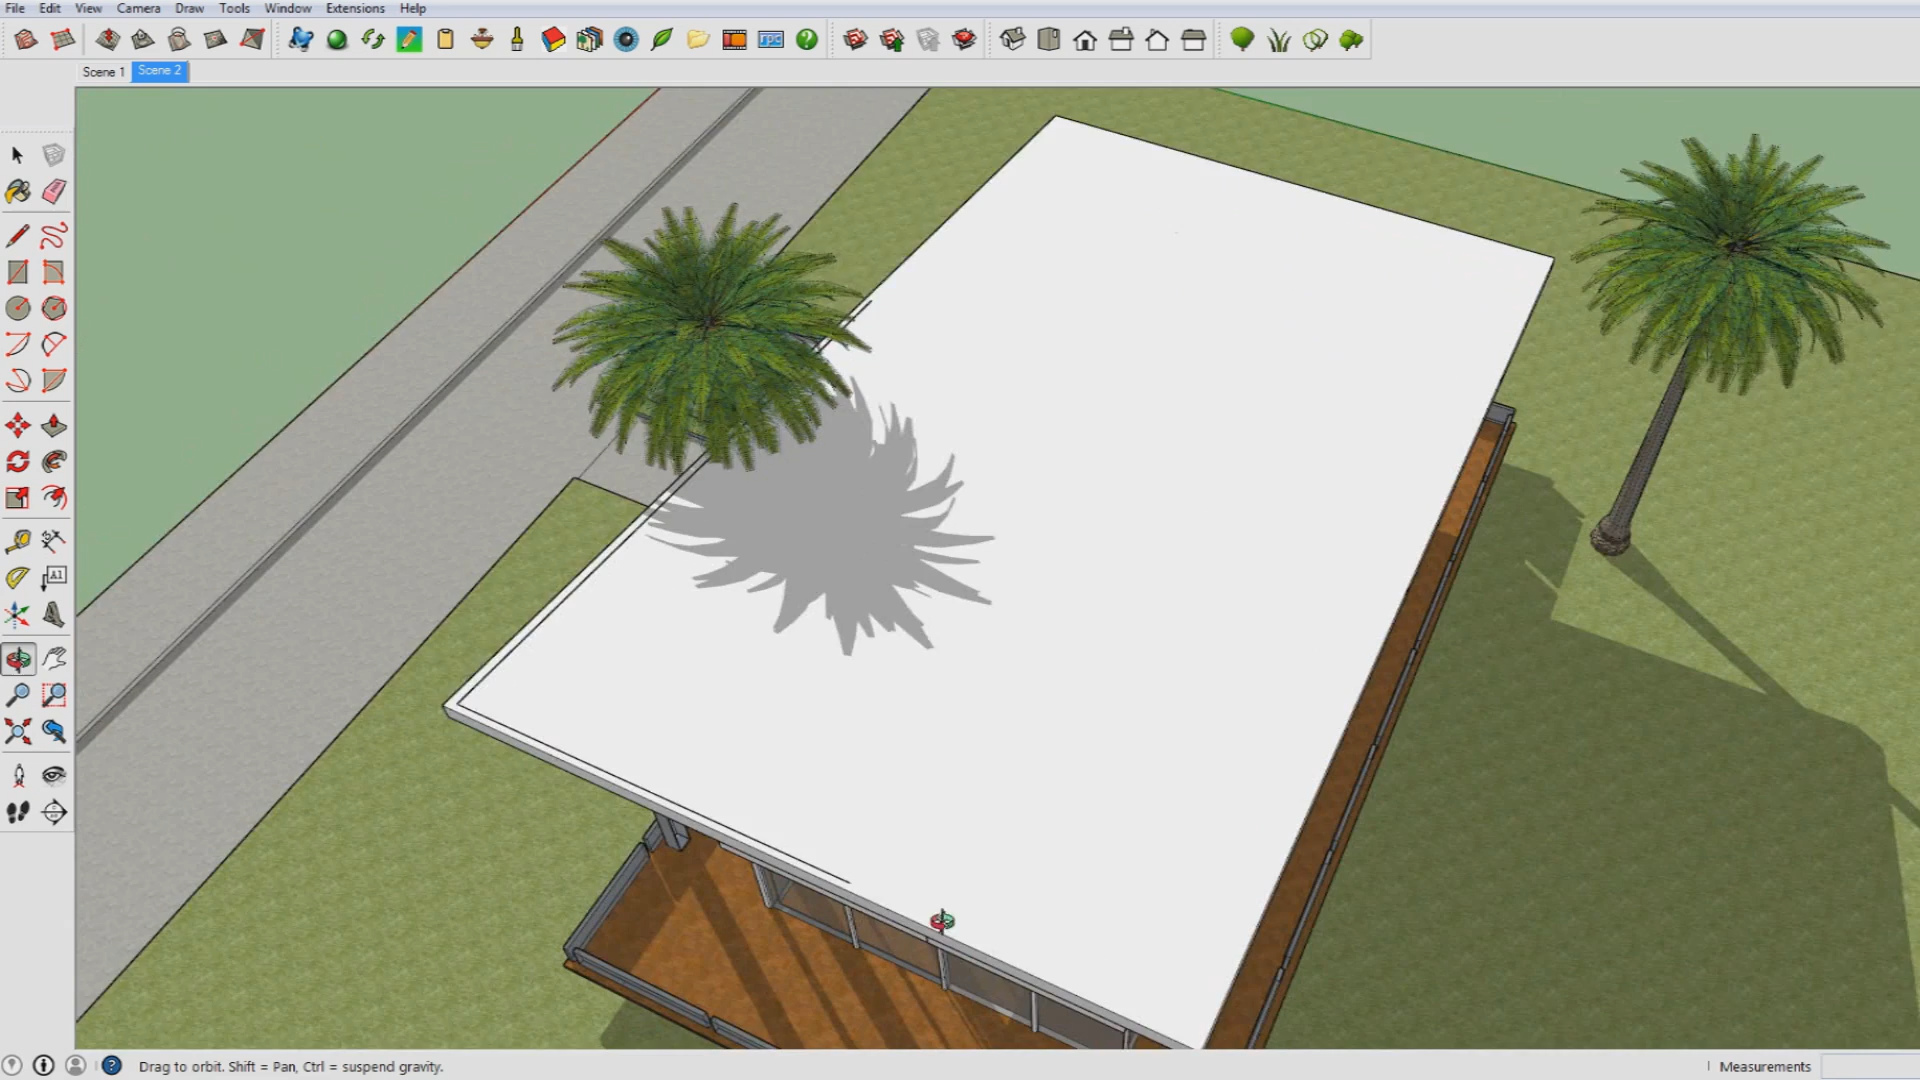 File Edit View Camera Draw Tools Window Extensions Help
Scene 1 Scene 2
A1
Drag to orbit. Shift = Pan, Ctrl = suspend gravity.
Measurements